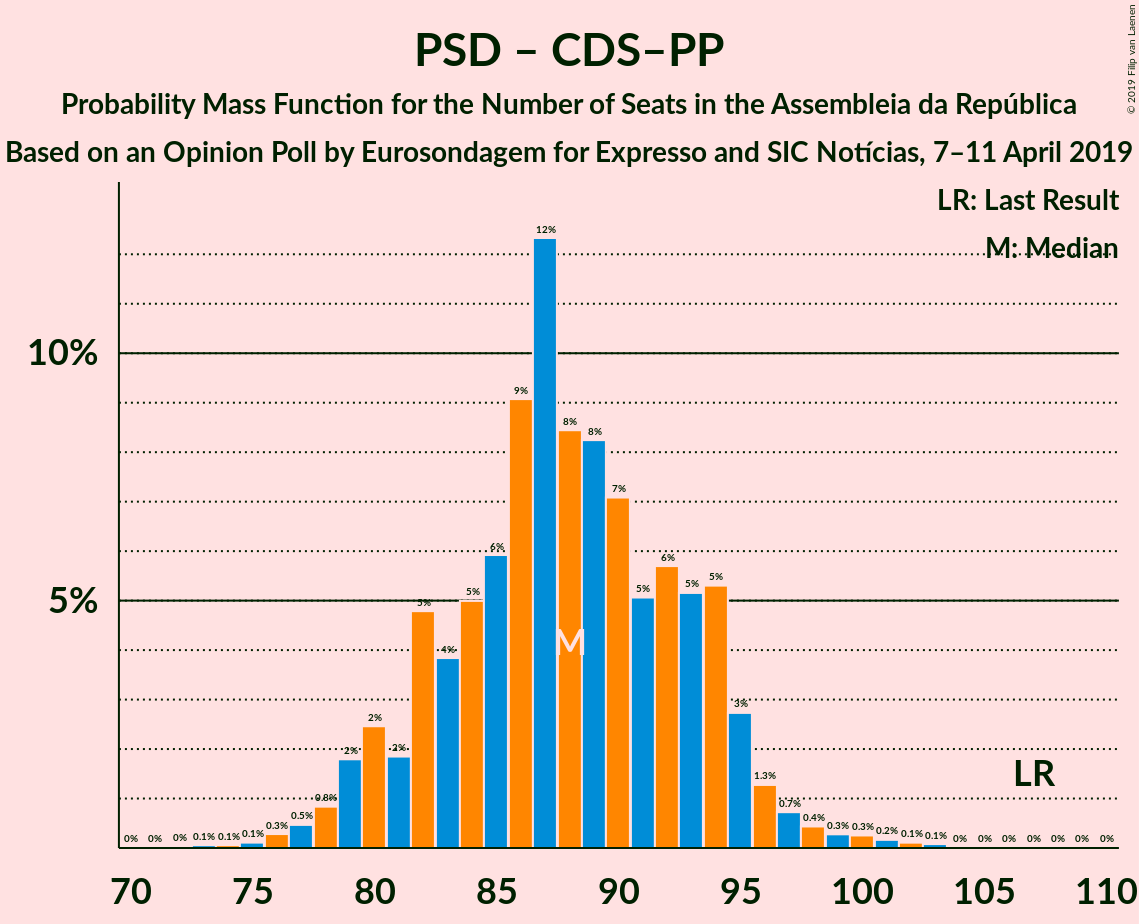 PSD – CDS–PP
Probability Mass Function for the Number of Seats in the Assembleia da República
Based on an Opinion Poll by Eurosondagem for Expresso and SIC Notícias, 7–11 April 2019
© 2019 Filip van Laenen
LR: Last Result
M: Median
10%
5%
0% 0% 0% 0.1% 0.1% 0.1% 0.3% 0.5% 0.8% 2% 2% 2% 5% 4% 5% 6% 9% 12% 8% 8% 7% 5% 6% 5% 5% 3% 1.3% 0.7% 0.4% 0.3% 0.3% 0.2% 0.1% 0.1% 0% 0% 0% 0% 0% 0% 0%
M
LR
70 75 80 85 90 95 100 105 110